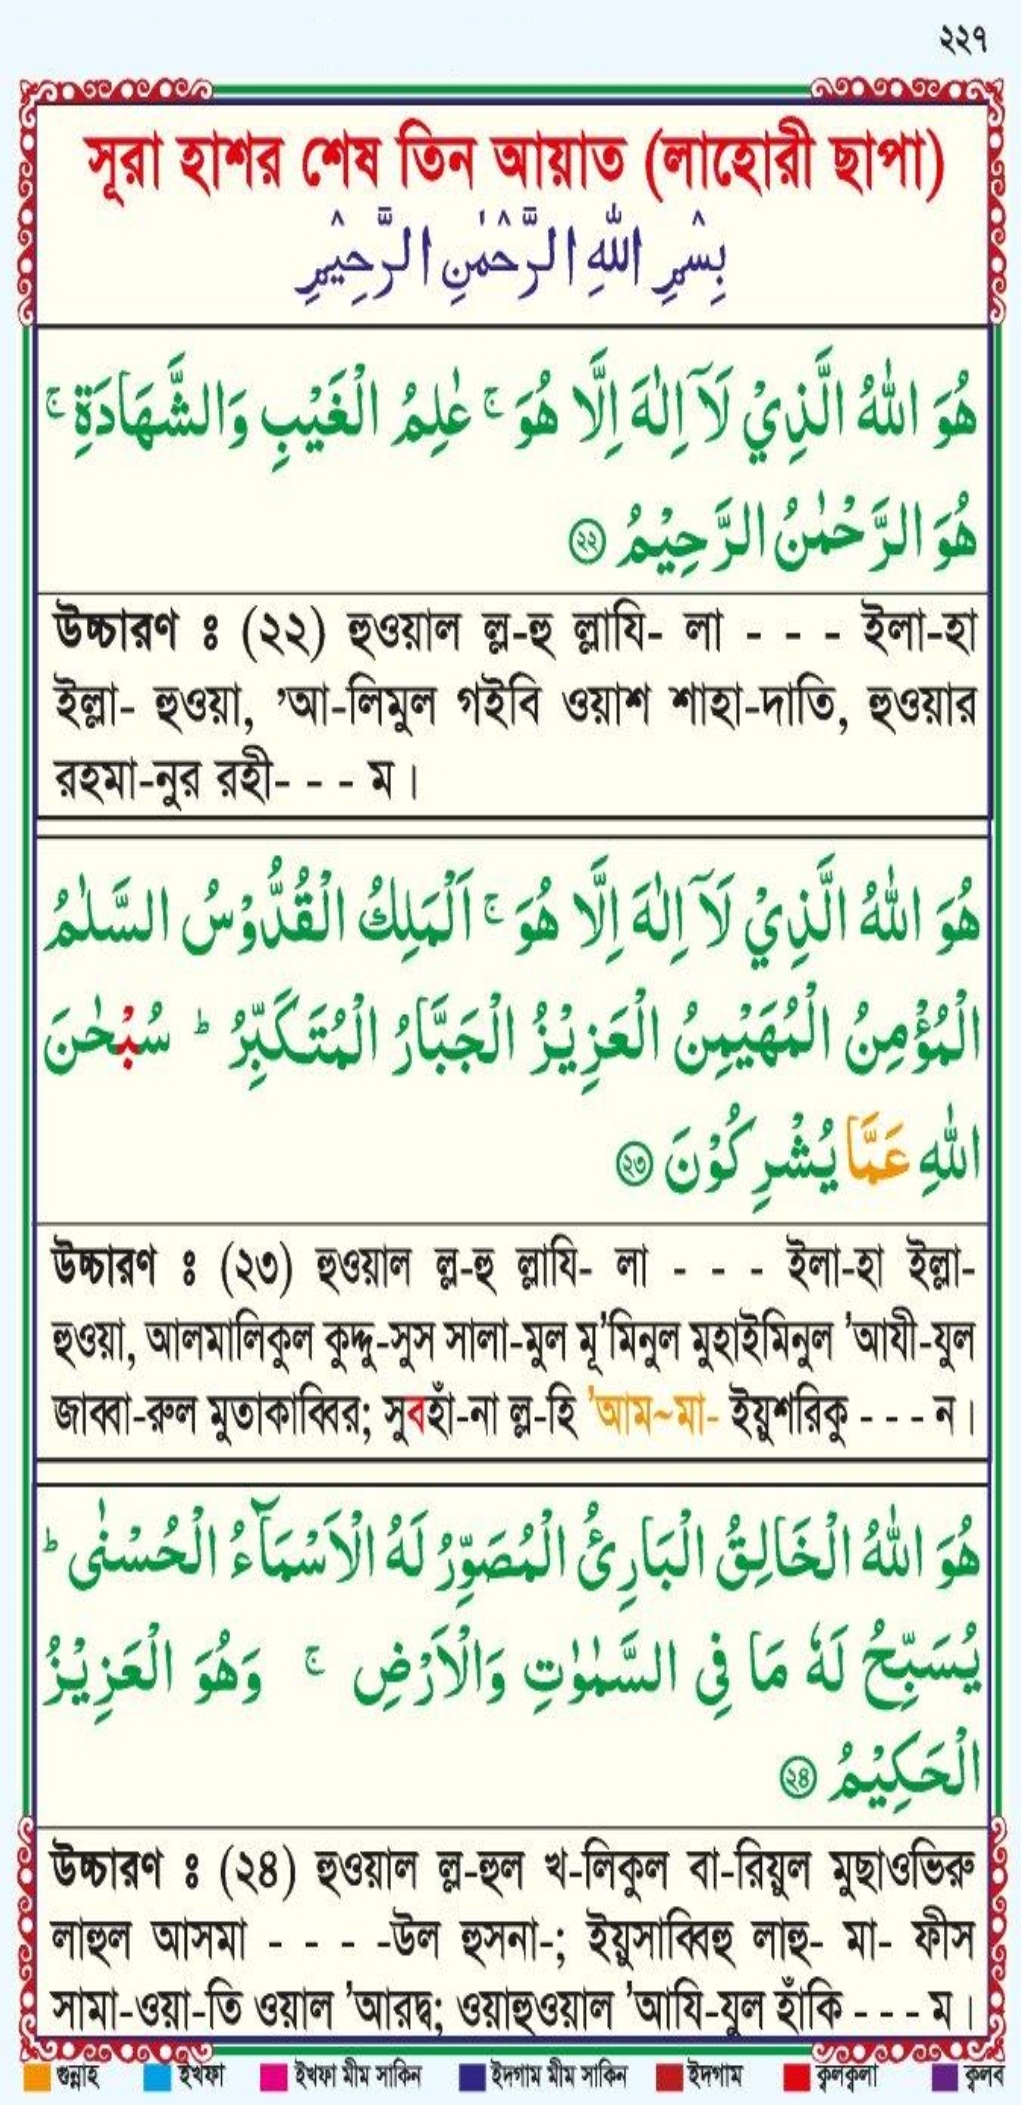 ২২৭
সূরা হাশর শেষ তিন আয়াত (লাহোরী ছাপা)
بِسْمِ اللّٰهِ الرَّحْمٰنِ الرَّحِيْمِ
هُوَ اللّٰهُ الَّذِيْ لَآ اِلٰهَ اِلَّا هُوَ ۚ عٰلِمُ الْغَيْبِ وَالشَّهَادَةِ ۚ
هُوَ الرَّحْمٰنُ الرَّحِيْمُ ২২
উচ্চারণ ঃ (২২) হুওয়াল ল্ল-হু ল্লাযি- লা - - - ইলা-হা
ইল্লা- হুওয়া, ’আ-লিমুল গইবি ওয়াশ শাহা-দাতি, হুওয়ার
রহমা-নুর রহী- - - ম।
هُوَ اللّٰهُ الَّذِيْ لَآ اِلٰهَ اِلَّا هُوَ ۚ اَلْمَلِكُ الْقُدُّوْسُ السَّلٰمُ
الْمُؤْمِنُ الْمُهَيْمِنُ الْعَزِيْزُ الْجَبَّارُ الْمُتَكَبِّرُ ؕ سُبْحٰنَ
اللّٰهِ عَمَّا يُشْرِكُوْنَ ২৩
উচ্চারণ ঃ (২৩) হুওয়াল ল্ল-হু ল্লাযি- লা - - - ইলা-হা ইল্লা-
হুওয়া, আলমালিকুল কুদ্দু-সুস সালা-মুল মূ’মিনুল মুহাইমিনুল ’আযী-যুল
জাব্বা-রুল মুতাকাব্বির; সুবহাঁ-না ল্ল-হি ’আম~মা- ইয়ুশরিকু - - - ন।
هُوَ اللّٰهُ الْخَالِقُ الْبَارِئُ الْمُصَوِّرُ لَهُ الْاَسْمَآءُ الْحُسْنٰى ؕ
يُسَبِّحُ لَهٗ مَا فِى السَّمٰوٰتِ وَالْاَرْضِ ۚ وَهُوَ الْعَزِيْزُ
الْحَكِيْمُ ২৪
উচ্চারণ ঃ (২৪) হুওয়াল ল্ল-হুল খ-লিকুল বা-রিয়ুল মুছাওভিরু
লাহুল আসমা - - - -উল হুসনা-; ইয়ুসাব্বিহু লাহু- মা- ফীস
সামা-ওয়া-তি ওয়াল ’আরদ্ব; ওয়াহুওয়াল ’আযি-যুল হাঁকি - - - ম।
গুন্নাহ ইখফা ইখফা মীম সাকিন ইদগাম মীম সাকিন ইদগাম ক্বলক্বলা ক্বলব